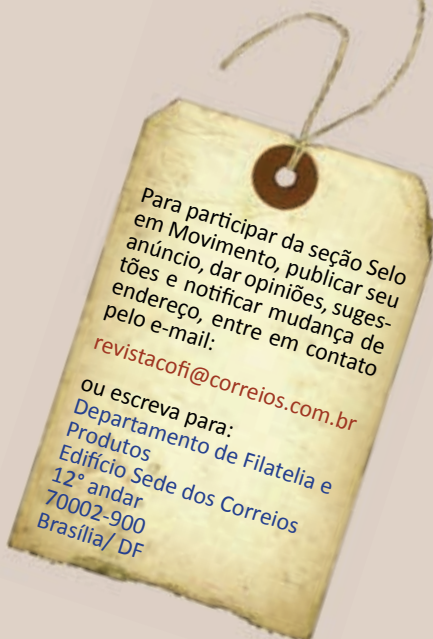 Para participar da seção Selo
em Movimento, publicar seu
anúncio, dar opiniões, suges-
tões e notificar mudança de
endereço, entre em contato
pelo e-mail:
revistacofi@correios.com.br
ou escreva para:
Departamento de Filatelia e
Produtos
Edifício Sede dos Correios
12° andar
70002-900
Brasília/ DF